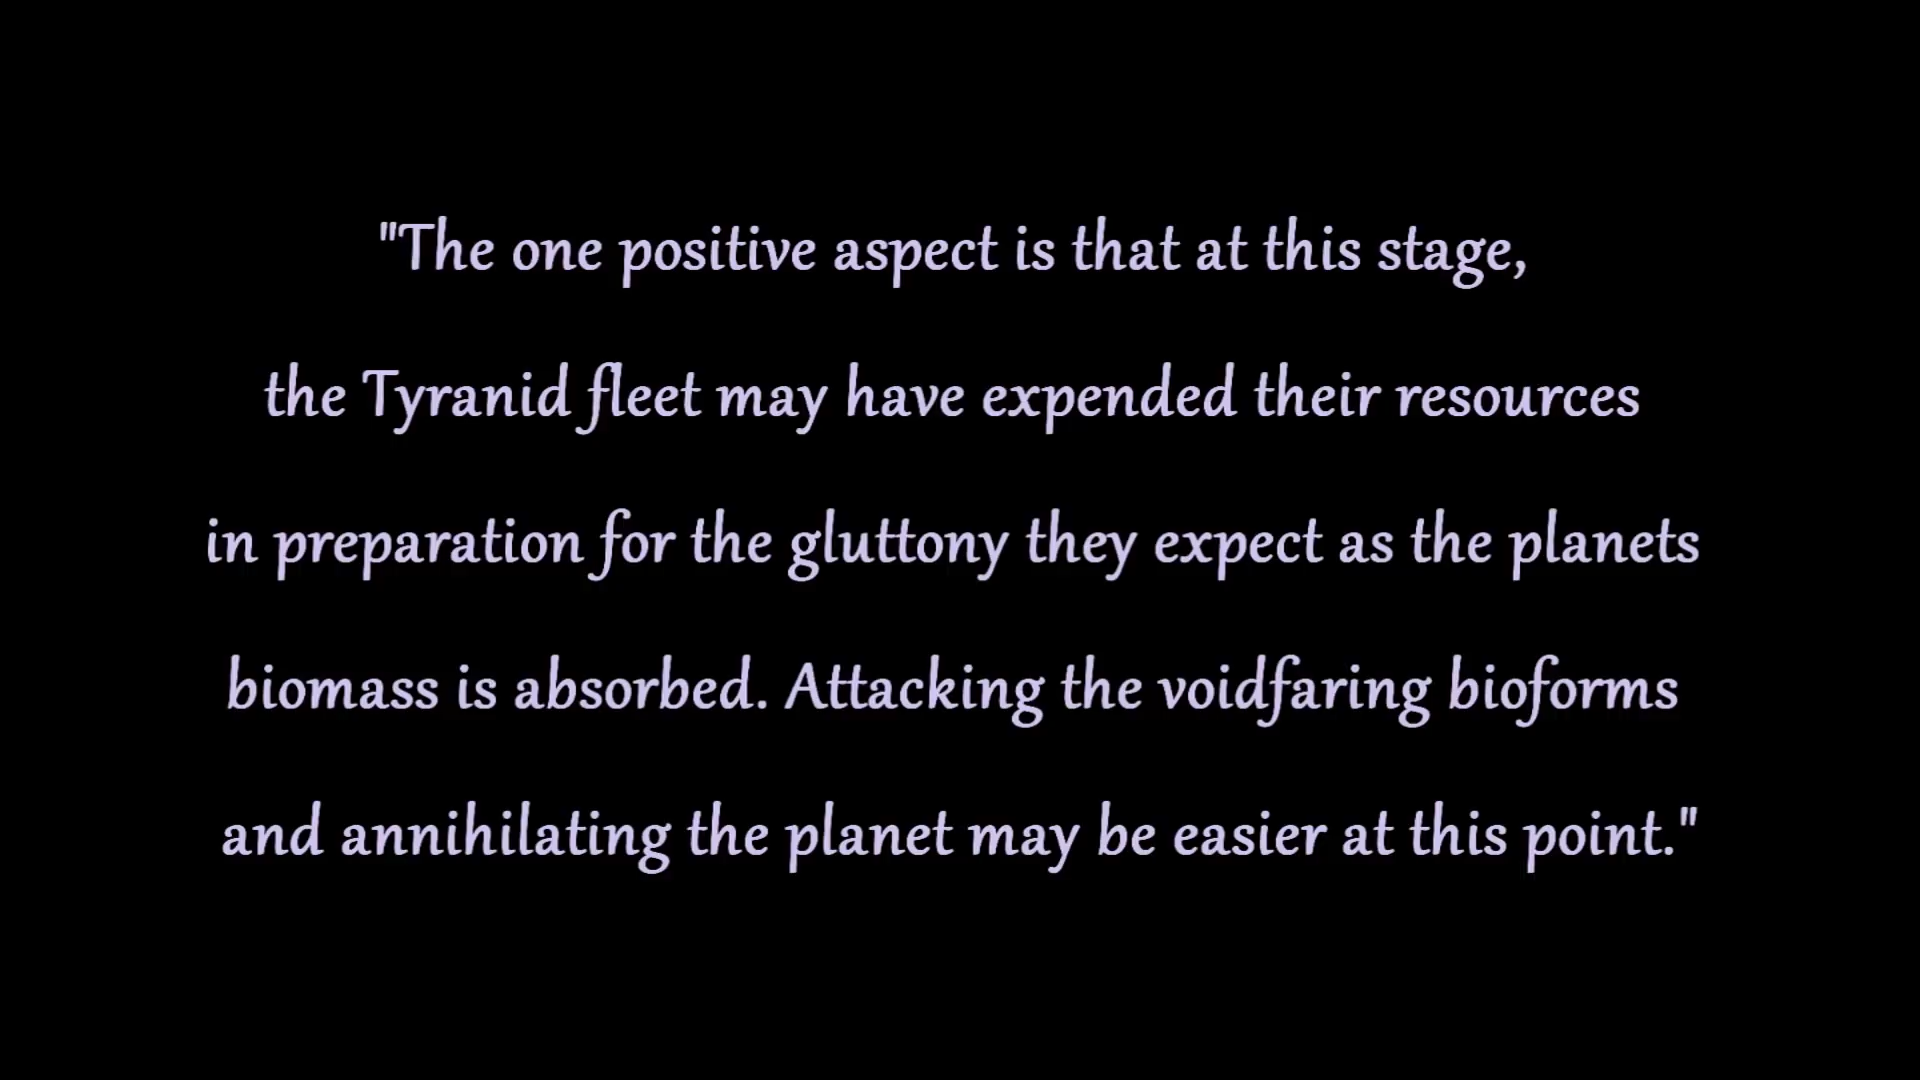 "The one positive aspect is that at this stage,
the Tyranid fleet may have expended their resources
in preparation for the gluttony they expect as the planets
biomass is absorbed. Attacking the voidfaring bioforms
and annihilating the planet may be easier at this point."